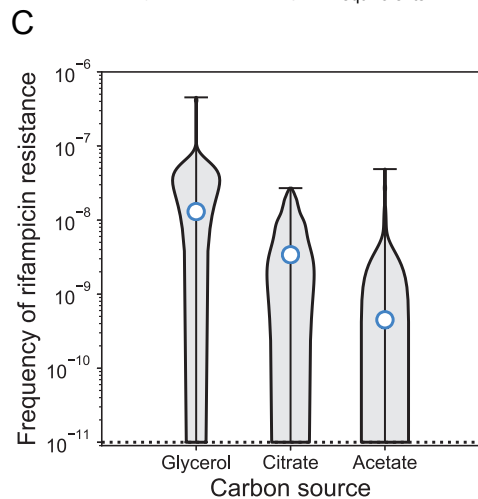 C
10⁻⁶
10⁻⁷
10⁻⁸
10⁻⁹
10⁻¹⁰
10⁻¹¹
Frequency of rifampicin resistance
Glycerol Citrate Acetate
Carbon source